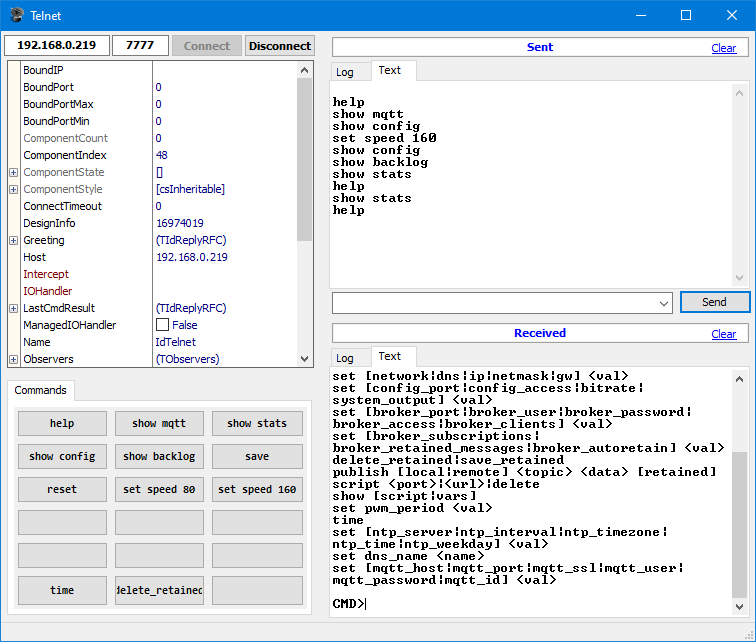 Telnet
192.168.0.219 7777 Connect Disconnect
BoundIP
BoundPort 0
BoundPortMax 0
BoundPortMin 0
ComponentCount 0
ComponentIndex 48
ComponentState []
ComponentStyle [csInheritable]
ConnectTimeout 0
DesignInfo 16974019
Greeting (TIdReplyRFC)
Host 192.168.0.219
Intercept
IOHandler
LastCmdResult (TIdReplyRFC)
ManagedIOHandler False
Name IdTelnet
Observers (TObservers)
Commands
help show mqtt show stats
show config show backlog save
reset set speed 80 set speed 160
time delete_retained
Sent Clear
Log Text
help
show mqtt
show config
set speed 160
show config
show backlog
show stats
help
show stats
help
Send
Received Clear
Log Text
set [network|dns|ip|netmask|gw] <val>
set [config_port|config_access|bitrate|
system_output] <val>
set [broker_port|broker_user|broker_password|
broker_access|broker_clients] <val>
set [broker_subscriptions|
broker_retained_messages|broker_autoretain] <val>
delete_retained|save_retained
publish [local|remote] <topic> <data> [retained]
script <port>|<url>|delete
show [script|vars]
set pwm_period <val>
time
set [ntp_server|ntp_interval|ntp_timezone|
ntp_time|ntp_weekday] <val>
set dns_name <name>
set [mqtt_host|mqtt_port|mqtt_ssl|mqtt_user|
mqtt_password|mqtt_id] <val>
CMD>